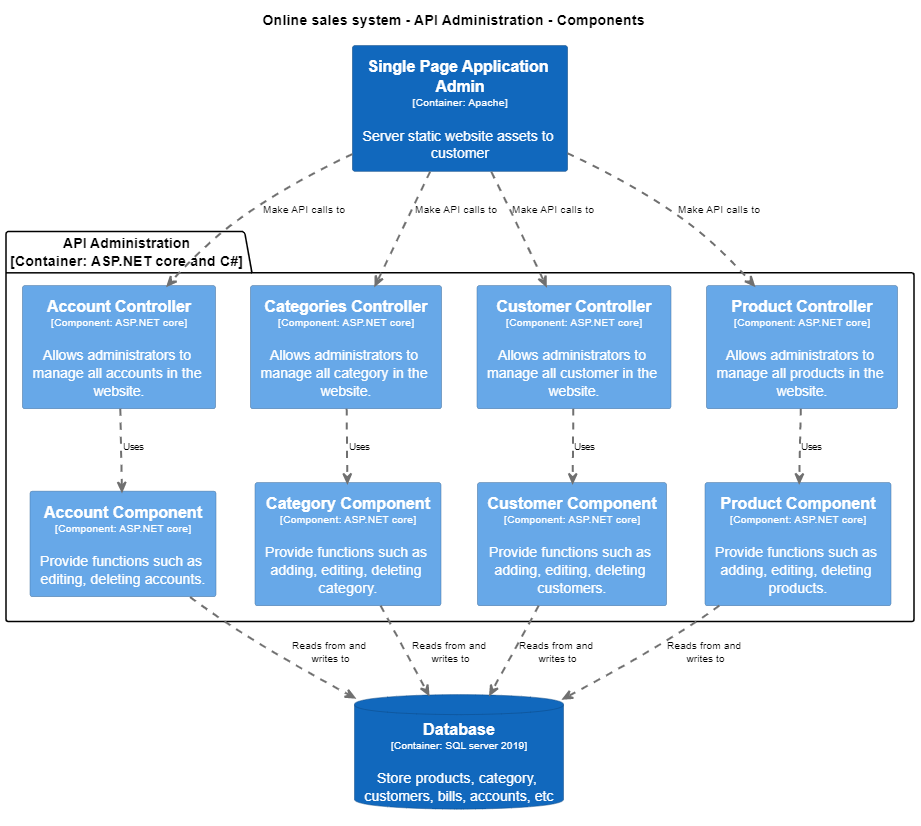 Online sales system - API Administration - Components
Single Page Application
Admin
[Container: Apache]
Server static website assets to
customer
Make API calls to
Make API calls to
Make API calls to
Make API calls to
API Administration
[Container: ASP.NET core and C#]
Account Controller
[Component: ASP.NET core]
Allows administrators to
manage all accounts in the
website.
Categories Controller
[Component: ASP.NET core]
Allows administrators to
manage all category in the
website.
Customer Controller
[Component: ASP.NET core]
Allows administrators to
manage all customer in the
website.
Product Controller
[Component: ASP.NET core]
Allows administrators to
manage all products in the
website.
Uses
Uses
Uses
Uses
Account Component
[Component: ASP.NET core]
Provide functions such as
editing, deleting accounts.
Category Component
[Component: ASP.NET core]
Provide functions such as
adding, editing, deleting
category.
Customer Component
[Component: ASP.NET core]
Provide functions such as
adding, editing, deleting
customers.
Product Component
[Component: ASP.NET core]
Provide functions such as
adding, editing, deleting
products.
Reads from and
writes to
Reads from and
writes to
Reads from and
writes to
Reads from and
writes to
Database
[Container: SQL server 2019]
Store products, category,
customers, bills, accounts, etc